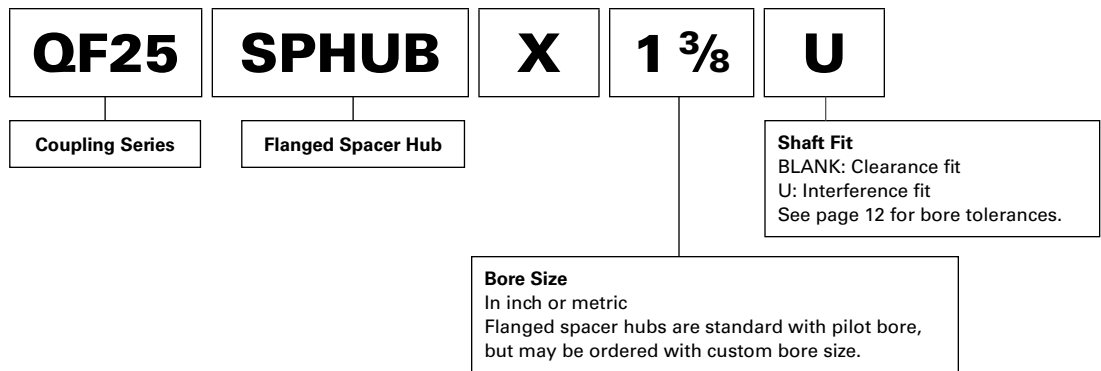 QF25 SPHUB X 1 ⅜ U
Coupling Series
Flanged Spacer Hub
Shaft Fit
BLANK: Clearance fit
U: Interference fit
See page 12 for bore tolerances.
Bore Size
In inch or metric
Flanged spacer hubs are standard with pilot bore,
but may be ordered with custom bore size.